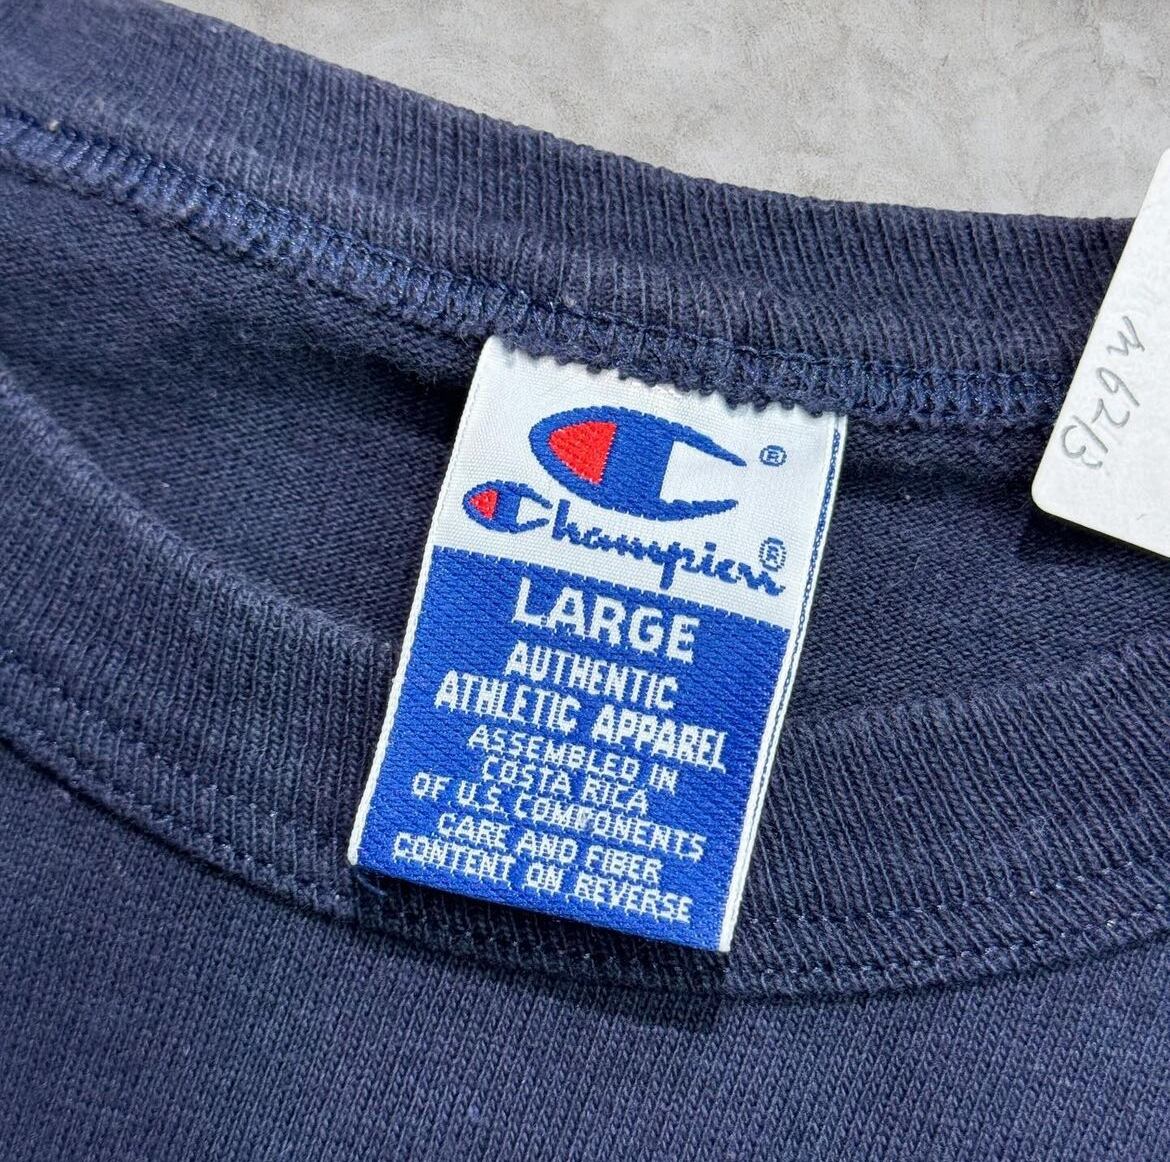 ®
Champion®
LARGE
AUTHENTIC
ATHLETIC APPAREL
ASSEMBLED IN
COSTA RICA
OF U.S. COMPONENTS
CARE AND FIBER
CONTENT ON REVERSE